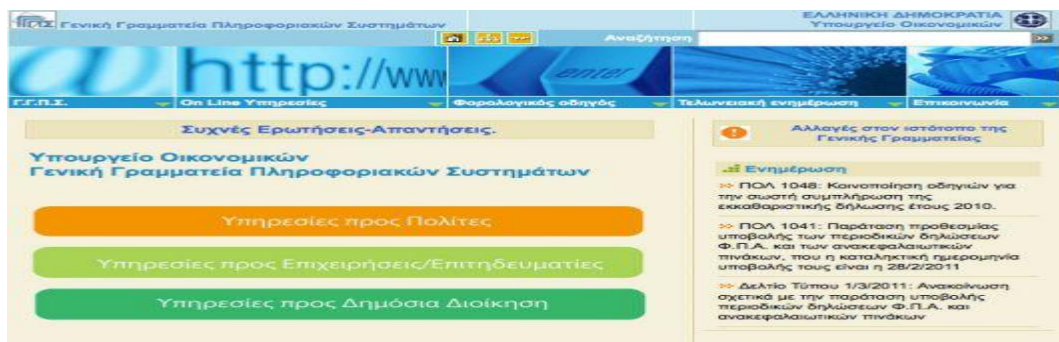 Γενική Γραμματεία Πληροφοριακών Συστημάτων
ΕΛΛΗΝΙΚΗ ΔΗΜΟΚΡΑΤΙΑ
Υπουργείο Οικονομικών
Αναζήτηση
http://www
enter
Γ.Γ.Π.Σ.
On Line Υπηρεσίες
Φορολογικός οδηγός
Τελωνειακή ενημέρωση
Επικοινωνία
Συχνές Ερωτήσεις-Απαντήσεις.
Υπουργείο Οικονομικών
Γενική Γραμματεία Πληροφοριακών Συστημάτων
Υπηρεσίες προς Πολίτες
Υπηρεσίες προς Επιχειρήσεις/Επιτηδευματίες
Υπηρεσίες προς Δημόσια Διοίκηση
Αλλαγές στον ιστότοπο της
Γενικής Γραμματείας
Ενημέρωση
>> ΠΟΛ 1048: Κοινοποίηση οδηγιών για
την σωστή συμπλήρωση της
εκκαθαριστικής δήλωσης έτους 2010.
>> ΠΟΛ 1041: Παράταση προθεσμίας
υποβολής των περιοδικών δηλώσεων
Φ.Π.Α. και των ανακεφαλαιωτικών
πινάκων, που η καταληκτική ημερομηνία
υποβολής τους είναι η 28/2/2011
>> Δελτίο Τύπου 1/3/2011: Ανακοίνωση
σχετικά με την παράταση υποβολής
περιοδικών δηλώσεων Φ.Π.Α. και
ανακεφαλαιωτικών πινάκων